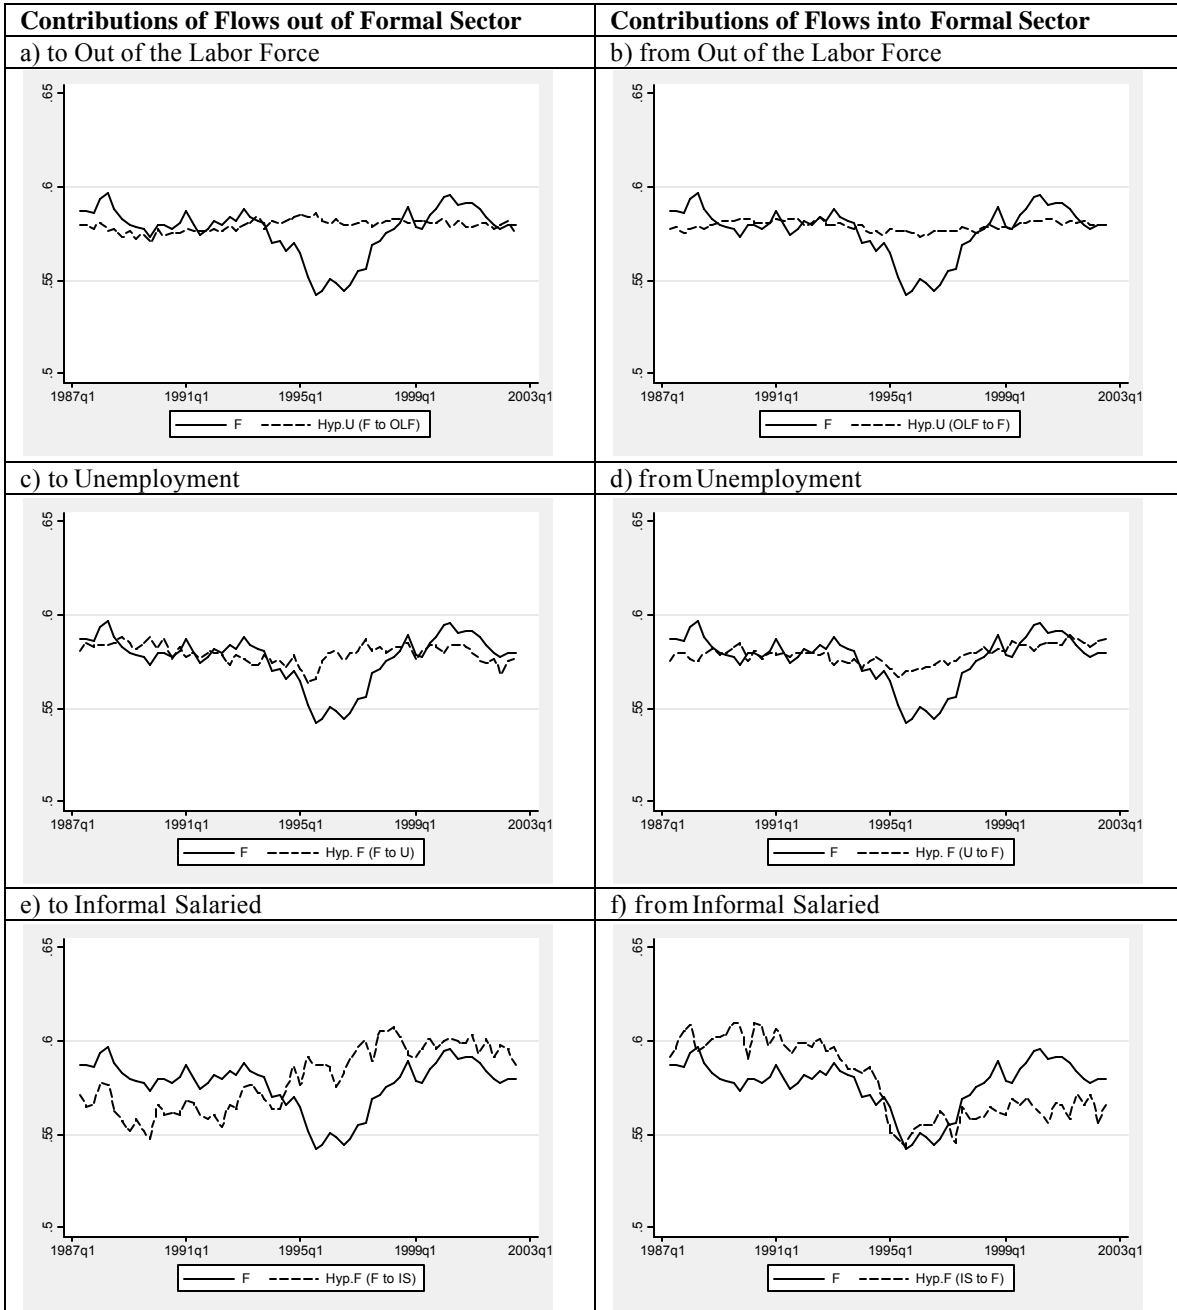 Contributions of Flows out of Formal Sector
Contributions of Flows into Formal Sector
a) to Out of the Labor Force
b) from Out of the Labor Force
.65
.6
.55
.5
1987q1 1991q1 1995q1 1999q1 2003q1
F Hyp.U (F to OLF)
.65
.6
.55
.5
1987q1 1991q1 1995q1 1999q1 2003q1
F Hyp.U (OLF to F)
c) to Unemployment
d) from Unemployment
.65
.6
.55
.5
1987q1 1991q1 1995q1 1999q1 2003q1
F Hyp. F (F to U)
.65
.6
.55
.5
1987q1 1991q1 1995q1 1999q1 2003q1
F Hyp. F (U to F)
e) to Informal Salaried
f) from Informal Salaried
.65
.6
.55
.5
1987q1 1991q1 1995q1 1999q1 2003q1
F Hyp.F (F to IS)
.65
.6
.55
.5
1987q1 1991q1 1995q1 1999q1 2003q1
F Hyp.F (IS to F)